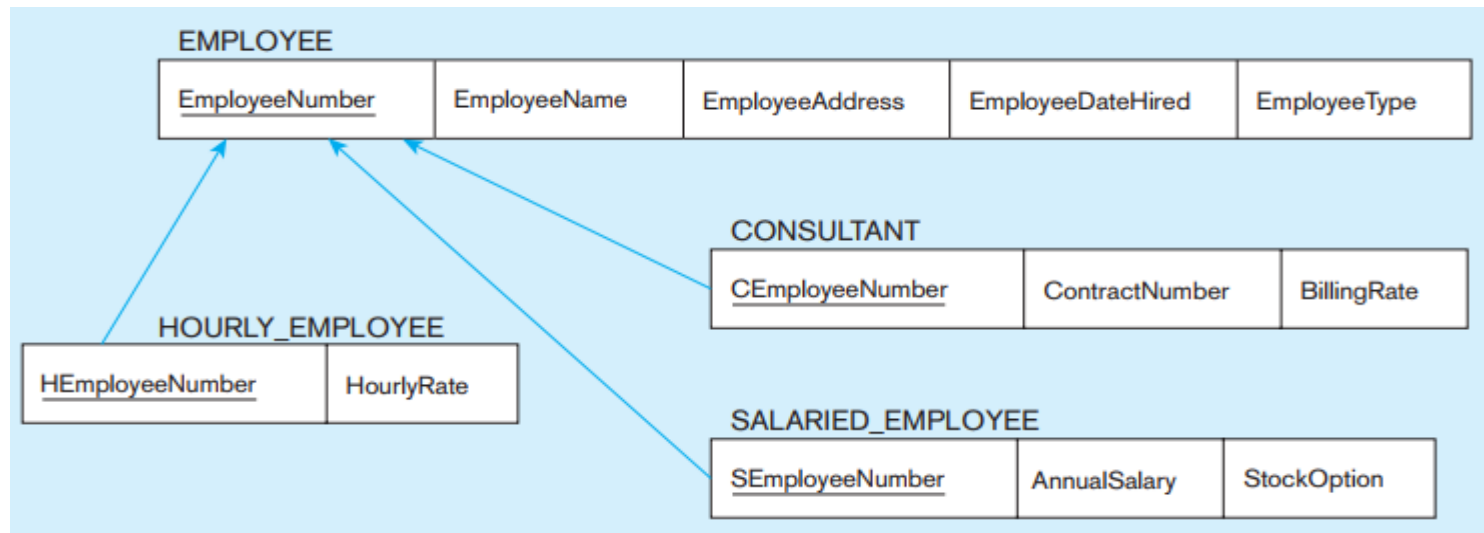 EMPLOYEE
EmployeeNumber EmployeeName EmployeeAddress EmployeeDateHired EmployeeType
CONSULTANT
CEmployeeNumber ContractNumber BillingRate
HOURLY_EMPLOYEE
HEmployeeNumber HourlyRate
SALARIED_EMPLOYEE
SEmployeeNumber AnnualSalary StockOption